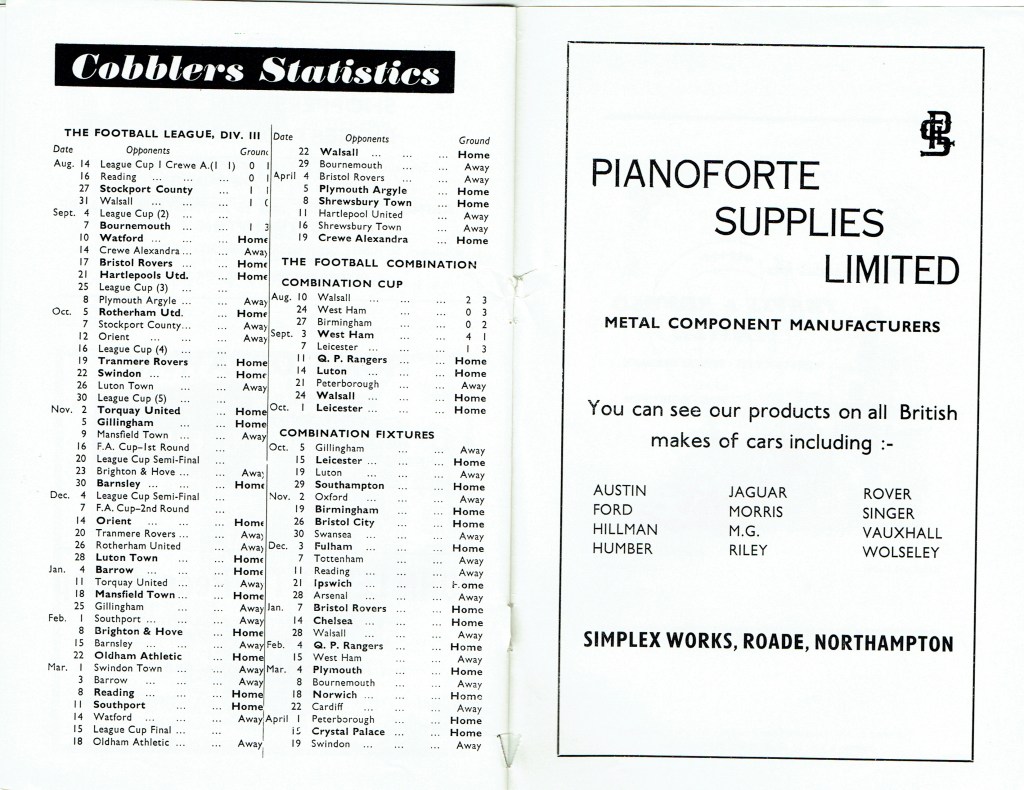 Cobblers Statistics
THE FOOTBALL LEAGUE, DIV. III
Date Opponents Ground
Aug. 14 League Cup 1 Crewe A.(1 1) 0 1
16 Reading ... ... ... 0 1
27 Stockport County ... 1 1
31 Walsall ... ... ... 1
Sept. 4 League Cup (2) ... ...
7 Bournemouth ... ... 1 3
10 Watford ... ... ... Home
14 Crewe Alexandra ... ... Away
17 Bristol Rovers ... ... Home
21 Hartlepools Utd. ... Home
25 League Cup (3) ... ...
8 Plymouth Argyle ... ... Away
Oct. 5 Rotherham Utd. ... Home
7 Stockport County... ... Away
12 Orient ... ... ... Away
16 League Cup (4) ... ...
19 Tranmere Rovers ... Home
22 Swindon ... ... ... Home
26 Luton Town ... ... Away
30 League Cup (5) ... ...
Nov. 2 Torquay United ... Home
5 Gillingham ... ... Home
9 Mansfield Town ... ... Away
16 F.A. Cup–1st Round ...
20 League Cup Semi-Final ...
23 Brighton & Hove ... ... Away
30 Barnsley ... ... ... Home
Dec. 4 League Cup Semi-Final ...
7 F.A. Cup–2nd Round ...
14 Orient ... ... ... Home
20 Tranmere Rovers ... ... Away
26 Rotherham United ... Away
28 Luton Town ... ... Home
Jan. 4 Barrow ... ... ... Home
11 Torquay United ... ... Away
18 Mansfield Town ... ... Home
25 Gillingham ... ... Away
Feb. 1 Southport ... ... ... Away
8 Brighton & Hove ... Home
15 Barnsley ... ... ... Away
22 Oldham Athletic ... Home
Mar. 1 Swindon Town ... ... Away
3 Barrow ... ... ... Away
8 Reading ... ... ... Home
11 Southport ... ... Home
14 Watford ... ... ... Away
15 League Cup Final ... ...
18 Oldham Athletic ... ... Away
Date Opponents Ground
22 Walsall ... ... ... Home
29 Bournemouth ... ... Away
April 4 Bristol Rovers ... ... Away
5 Plymouth Argyle ... Home
8 Shrewsbury Town ... Home
11 Hartlepool United ... Away
16 Shrewsbury Town ... Away
19 Crewe Alexandra ... Home
THE FOOTBALL COMBINATION
COMBINATION CUP
Aug. 10 Walsall ... ... ... 2 3
24 West Ham ... ... 0 3
27 Birmingham ... ... 0 2
Sept. 3 West Ham ... ... 4 1
7 Leicester ... ... ... 1 3
11 Q. P. Rangers ... ... Home
14 Luton ... ... ... Home
21 Peterborough ... ... Away
24 Walsall ... ... ... Home
Oct. 1 Leicester ... ... ... Home
COMBINATION FIXTURES
Oct. 5 Gillingham ... ... Away
15 Leicester ... ... ... Home
19 Luton ... ... ... Away
29 Southampton ... ... Home
Nov. 2 Oxford ... ... ... Away
19 Birmingham ... ... Home
26 Bristol City ... ... Home
30 Swansea ... ... ... Away
Dec. 3 Fulham ... ... ... Home
7 Tottenham ... ... Away
11 Reading ... ... ... Away
21 Ipswich ... ... ... Home
28 Arsenal ... ... ... Away
Jan. 7 Bristol Rovers ... ... Home
14 Chelsea ... ... ... Home
28 Walsall ... ... ... Away
Feb. 4 Q. P. Rangers ... ... Home
15 West Ham ... ... Away
Mar. 4 Plymouth ... ... Home
8 Bournemouth ... ... Away
18 Norwich ... ... ... Home
22 Cardiff ... ... ... Away
April 1 Peterborough ... ... Home
15 Crystal Palace ... ... Home
19 Swindon ... ... ... Away
PIANOFORTE
SUPPLIES
LIMITED
METAL COMPONENT MANUFACTURERS
You can see our products on all British
makes of cars including :-
AUSTIN JAGUAR ROVER
FORD MORRIS SINGER
HILLMAN M.G. VAUXHALL
HUMBER RILEY WOLSELEY
SIMPLEX WORKS, ROADE, NORTHAMPTON